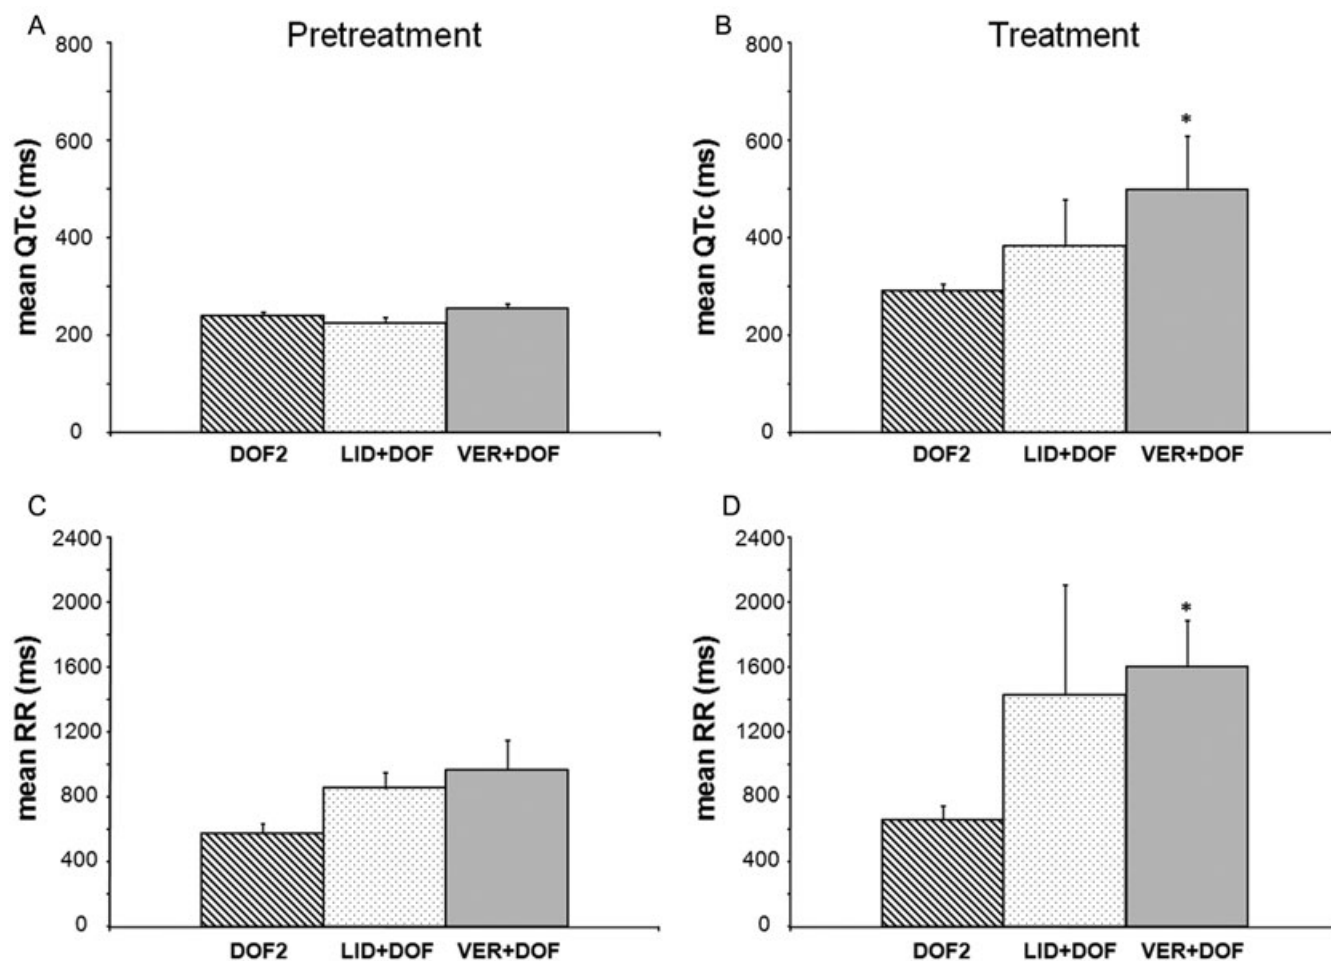 A
Pretreatment
800
600
400
200
0
mean QTc (ms)
DOF2 LID+DOF VER+DOF
B
Treatment
800
600
400
200
0
mean QTc (ms)
*
DOF2 LID+DOF VER+DOF
C
2400
2000
1600
1200
800
400
0
mean RR (ms)
DOF2 LID+DOF VER+DOF
D
2400
2000
1600
1200
800
400
0
mean RR (ms)
*
DOF2 LID+DOF VER+DOF